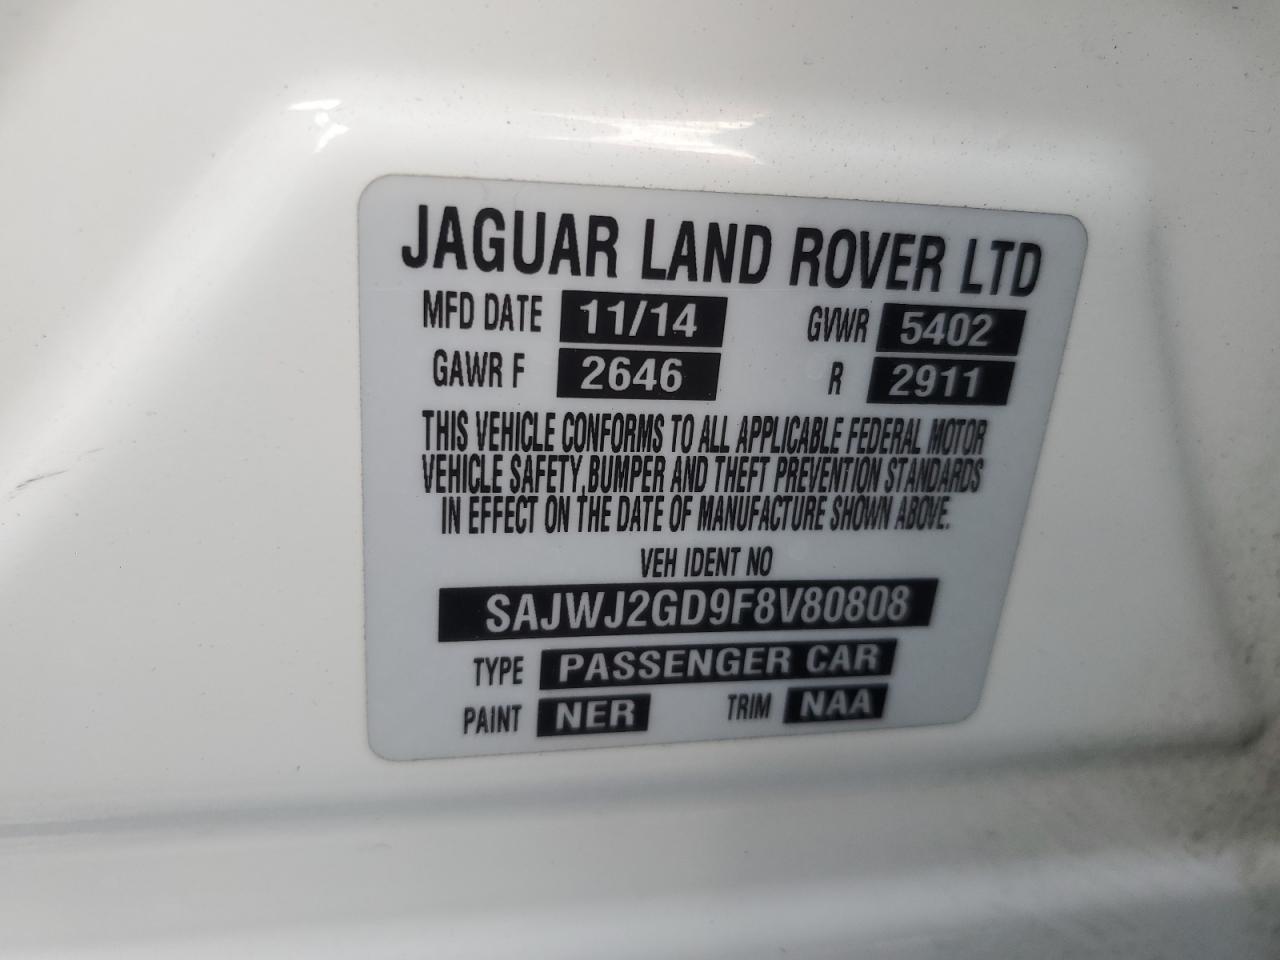 JAGUAR LAND ROVER LTD
MFD DATE 11/14 GVWR 5402
GAWR F 2646 R 2911
THIS VEHICLE CONFORMS TO ALL APPLICABLE FEDERAL MOTOR
VEHICLE SAFETY, BUMPER AND THEFT PREVENTION STANDARDS
IN EFFECT ON THE DATE OF MANUFACTURE SHOWN ABOVE.
VEH IDENT NO
SAJWJ2GD9F8V80808
TYPE PASSENGER CAR
PAINT NER TRIM NAA